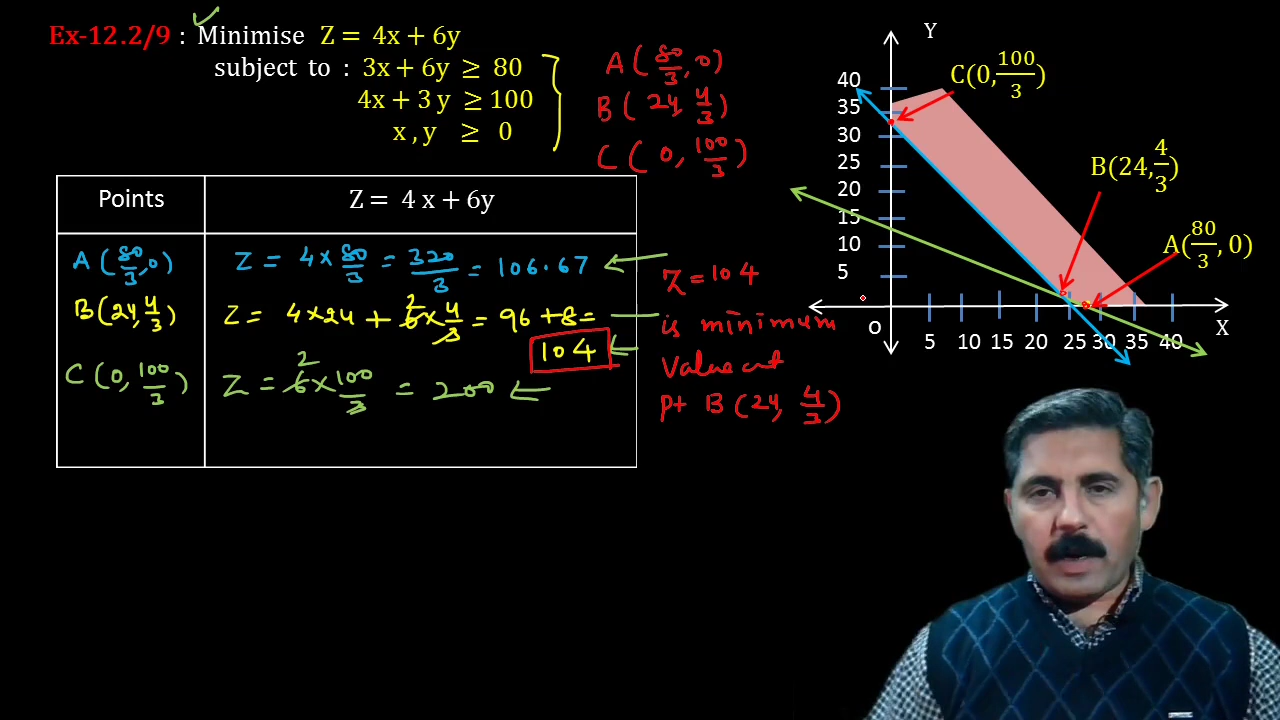 Ex-12.2/9 : Minimise Z = 4x + 6y
subject to : 3x + 6y ≥ 80
4x + 3 y ≥ 100
x , y ≥ 0
A ( 80/3, 0)
B ( 24, 4/3 )
C ( 0, 100/3 )
Points Z = 4 x + 6y
A ( 80/3, 0) Z = 4 × 80/3 = 320/3 = 106.67
B(24, 4/3) Z = 4×24 + 6 2 × 4/3 = 96 + 8 =
104
C ( 0, 100/3 ) Z = 6 2 × 100/3 = 200
Z = 104
is minimum
Value at
pt B (24, 4/3)
Y
C(0, 100/3)
40
35
30
25
20
15
10
5
B(24, 4/3)
A(80/3, 0)
O 5 10 15 20 25 30 35 40 X